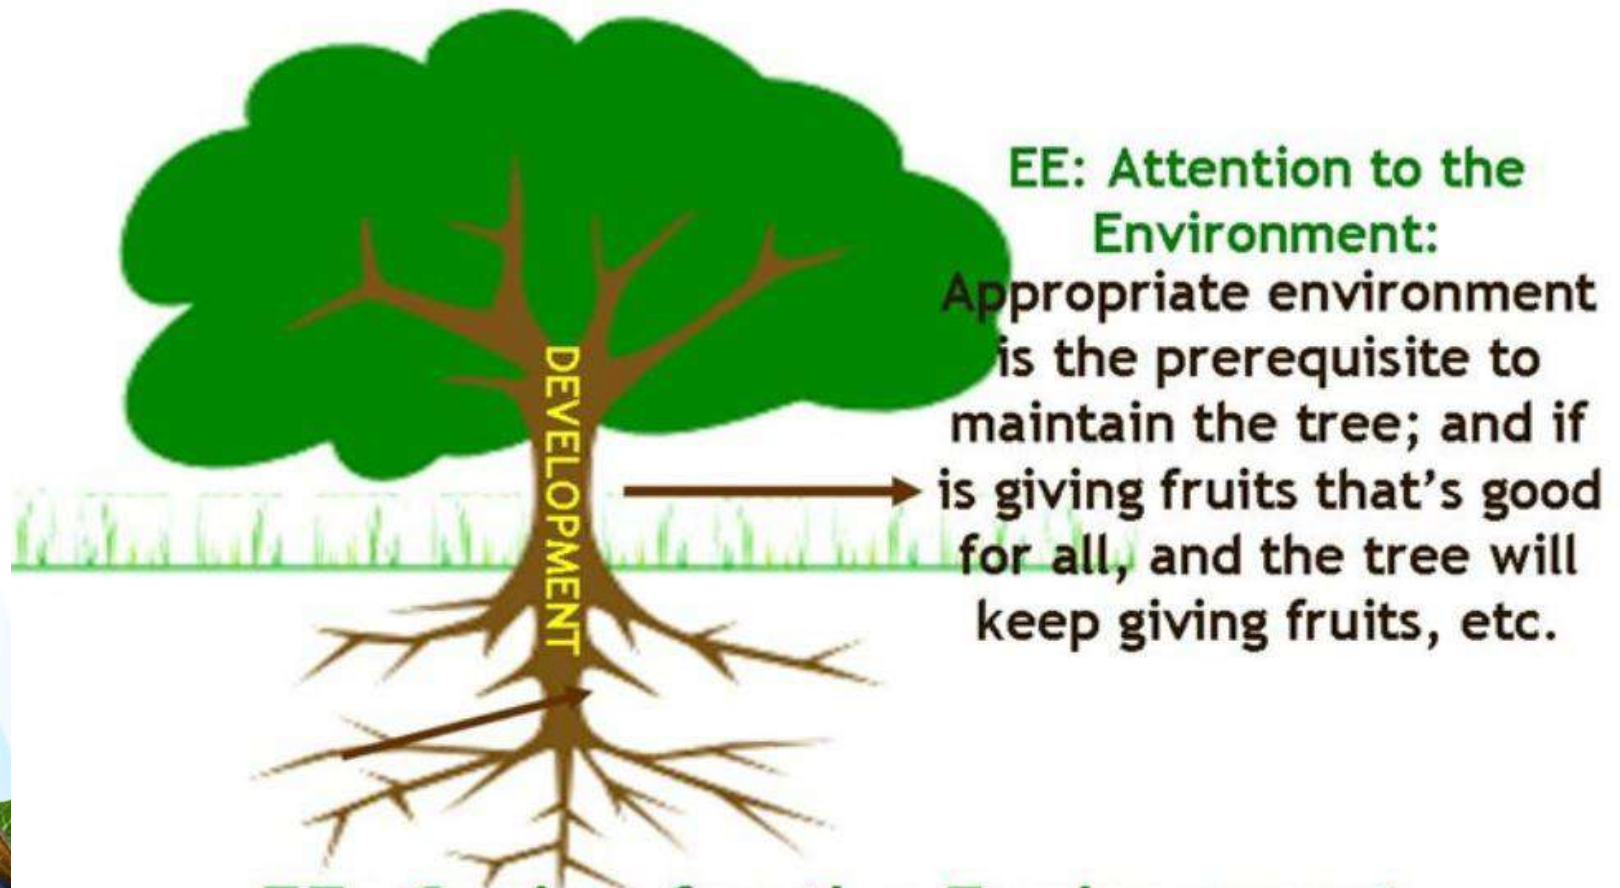 EE: Attention to the
Environment:
Appropriate environment
is the prerequisite to
maintain the tree; and if
is giving fruits that's good
for all, and the tree will
keep giving fruits, etc.
DEVELOPMENT